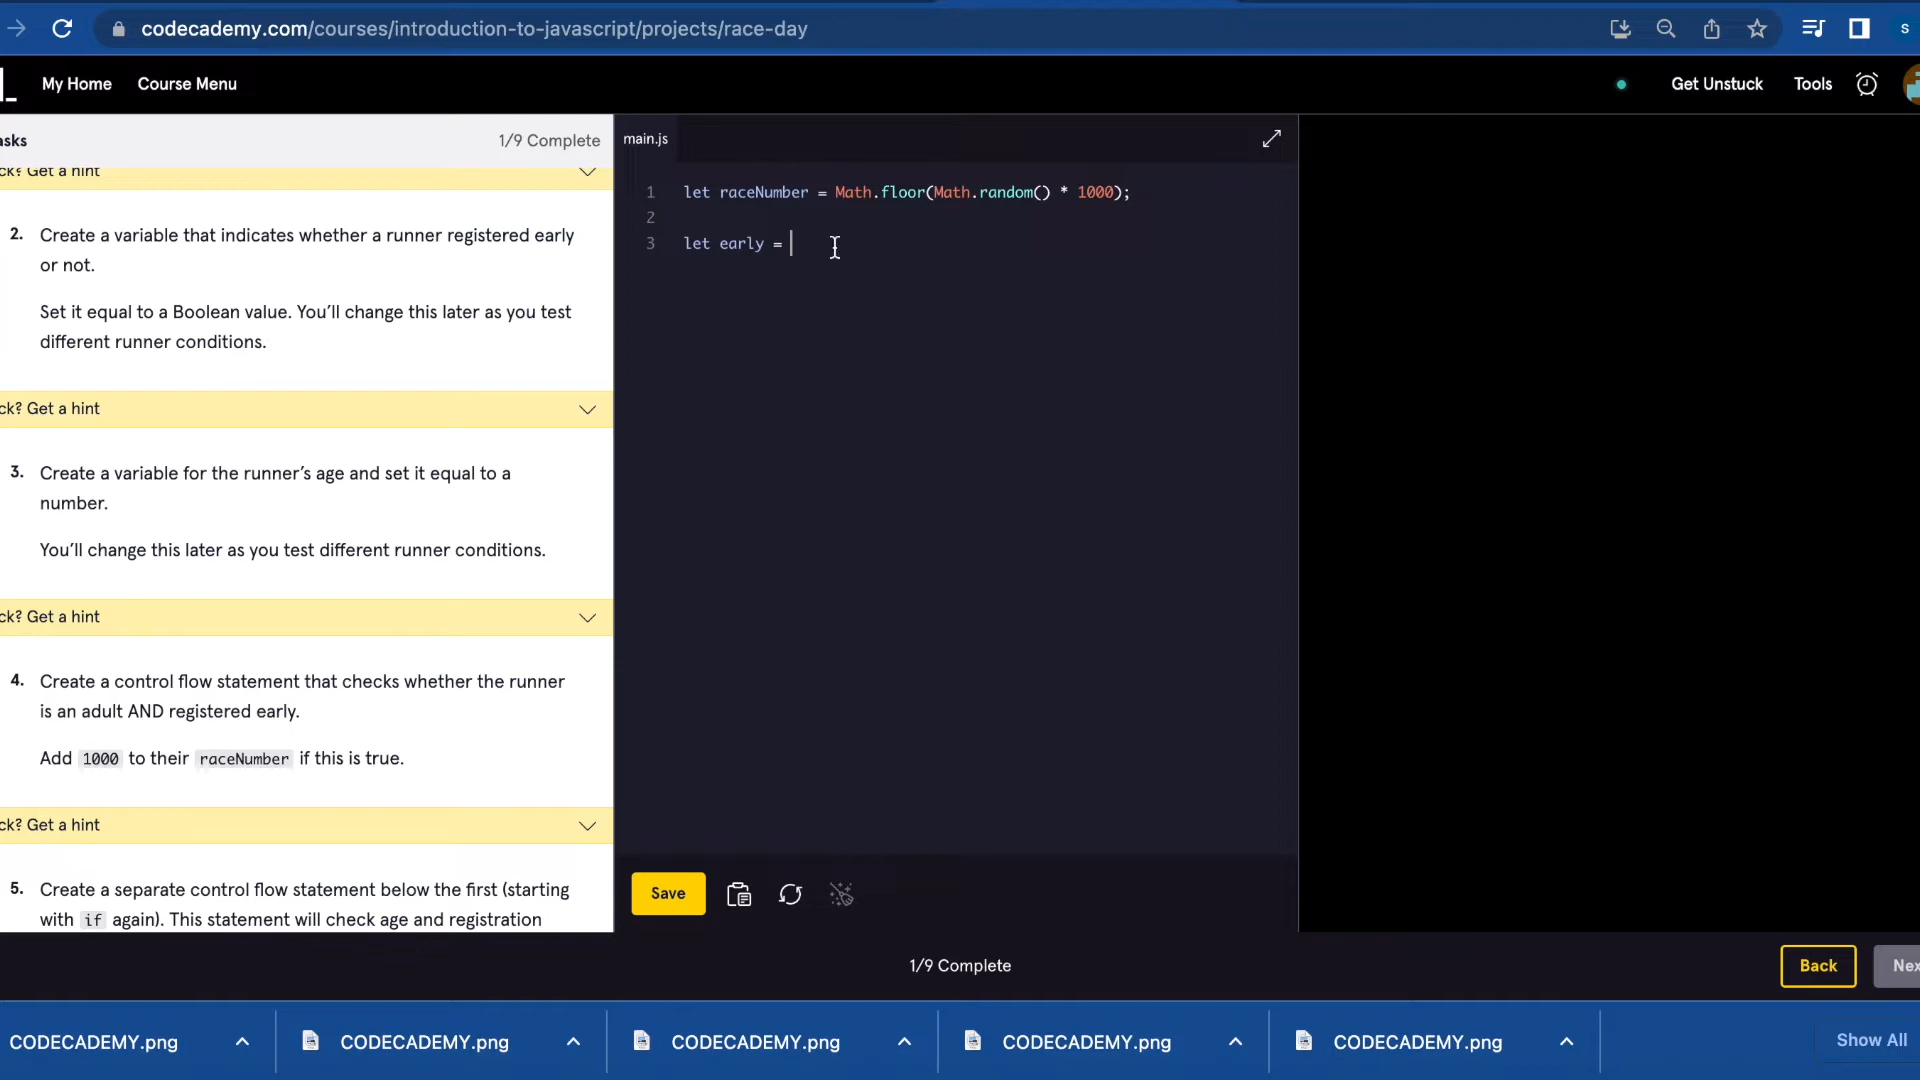 codecademy.com/courses/introduction-to-javascript/projects/race-day
s
My Home Course Menu
Get Unstuck Tools
asks
1/9 Complete
ck? Get a hint
2. Create a variable that indicates whether a runner registered early
or not.
Set it equal to a Boolean value. You'll change this later as you test
different runner conditions.
ck? Get a hint
3. Create a variable for the runner's age and set it equal to a
number.
You'll change this later as you test different runner conditions.
ck? Get a hint
4. Create a control flow statement that checks whether the runner
is an adult AND registered early.
Add 1000 to their raceNumber if this is true.
ck? Get a hint
5. Create a separate control flow statement below the first (starting
with if again). This statement will check age and registration
main.js
1 let raceNumber = Math.floor(Math.random() * 1000);
2
3 let early =
Save
1/9 Complete
Back
Nex
CODECADEMY.png
CODECADEMY.png
CODECADEMY.png
CODECADEMY.png
CODECADEMY.png
Show All